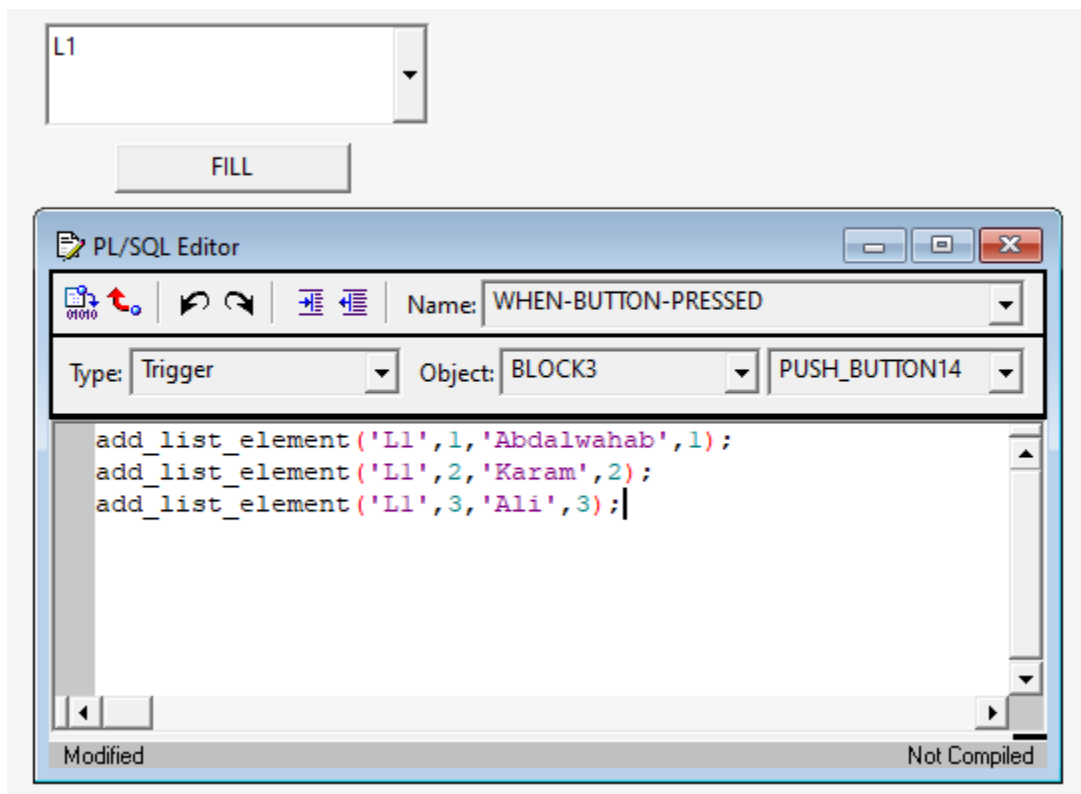 L1
FILL
PL/SQL Editor
Name: WHEN-BUTTON-PRESSED
Type: Trigger Object: BLOCK3 PUSH_BUTTON14
add_list_element('L1',1,'Abdalwahab',1);
add_list_element('L1',2,'Karam',2);
add_list_element('L1',3,'Ali',3);
Modified Not Compiled